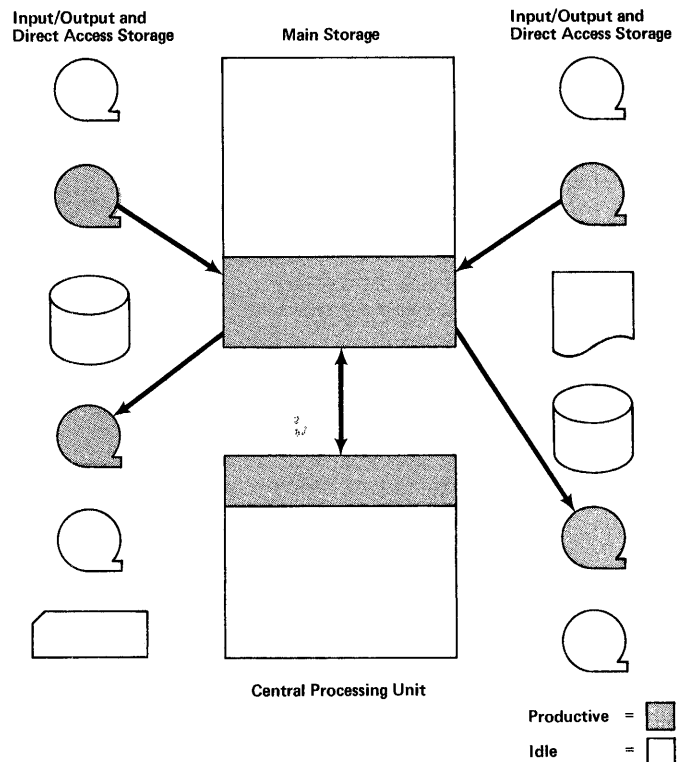 Input/Output and
Direct Access Storage
Main Storage
Input/Output and
Direct Access Storage
Central Processing Unit
Productive =
Idle =